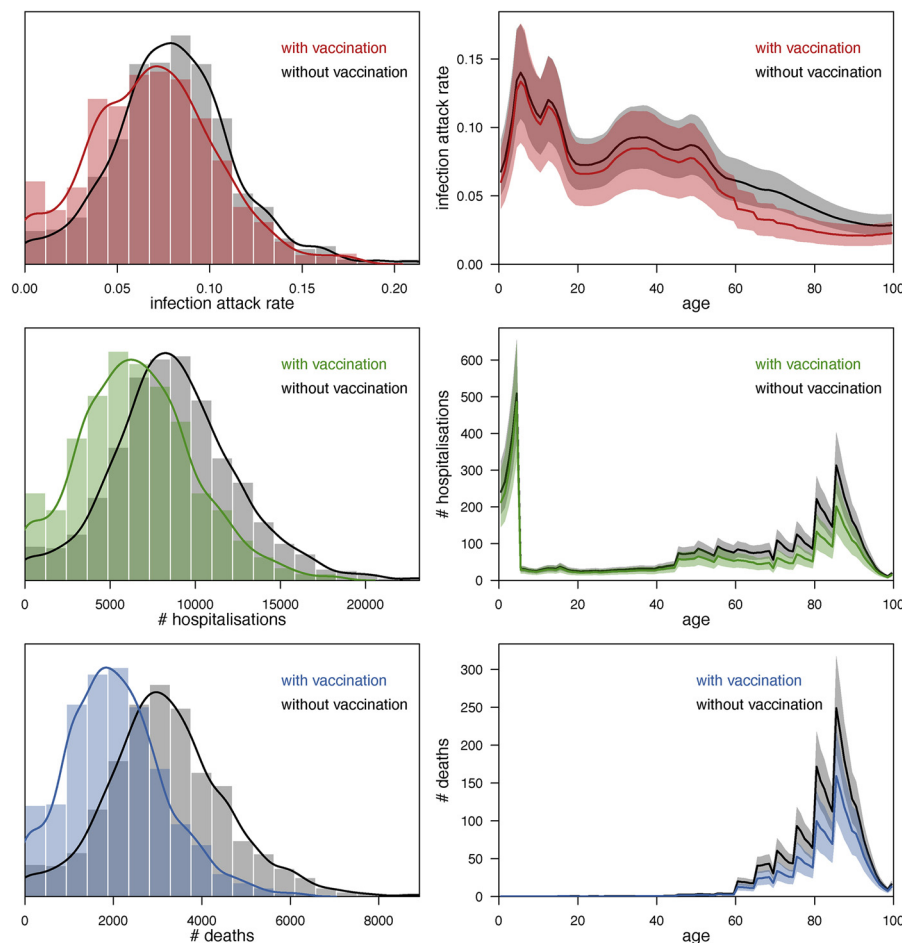 with vaccination
without vaccination
0.00 0.05 0.10 0.15 0.20
infection attack rate
infection attack rate
0.15
0.10
0.05
0.00
with vaccination
without vaccination
0 20 40 60 80 100
age
with vaccination
without vaccination
0 5000 10000 15000 20000
# hospitalisations
# hospitalisations
600
500
400
300
200
100
0
with vaccination
without vaccination
0 20 40 60 80 100
age
with vaccination
without vaccination
0 2000 4000 6000 8000
# deaths
# deaths
300
250
200
150
100
50
0
with vaccination
without vaccination
0 20 40 60 80 100
age